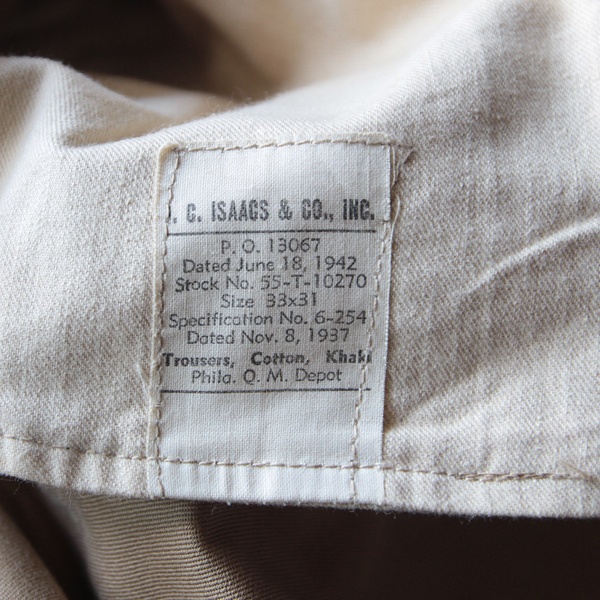 . C. ISAACS & CO., INC.
P. O. 13067
Dated June 18, 1942
Stock No. 55-T-10270
Size 33x31
Specification No. 6-254
Dated Nov. 8, 1937
Trousers, Cotton, Khaki
Phila. Q. M. Depot